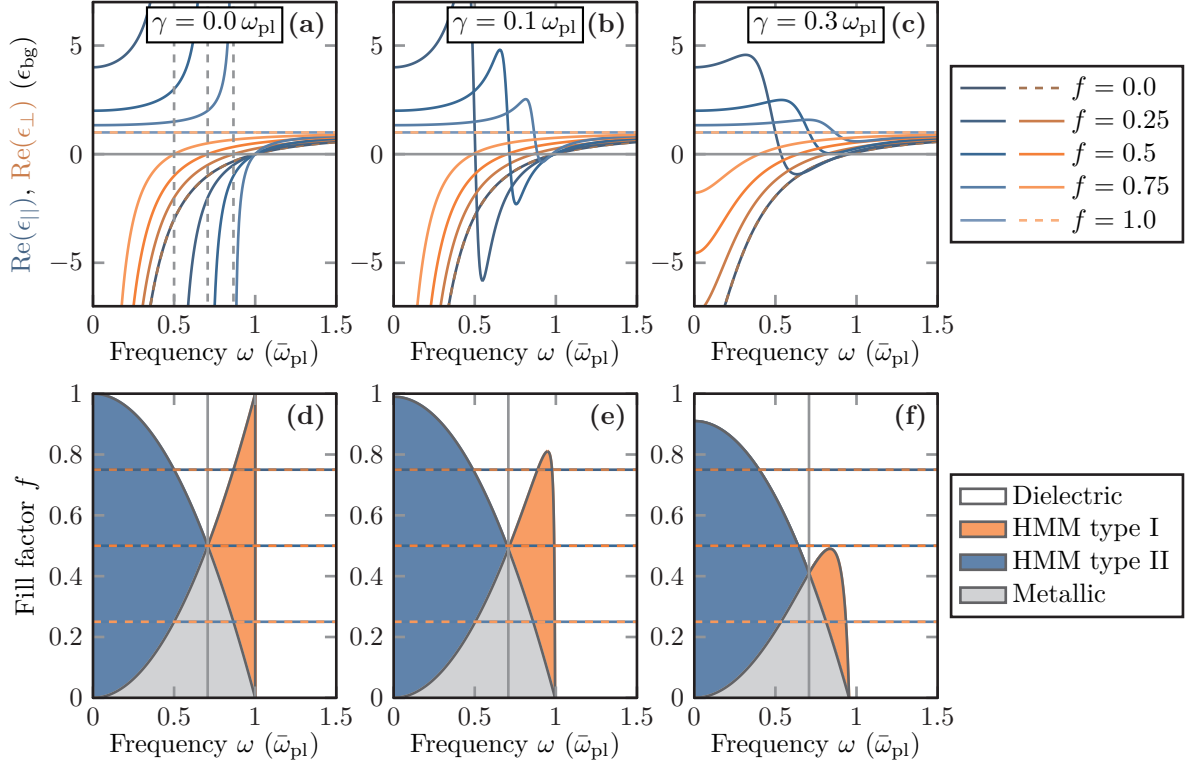 γ = 0.0 ω_pl (a)
γ = 0.1 ω_pl (b)
γ = 0.3 ω_pl (c)
Re(ϵ_||), Re(ϵ_⊥) (ϵ_bg)
5
0
−5
0 0.5 1 1.5
Frequency ω (ω̄_pl)
5
0
−5
0 0.5 1 1.5
Frequency ω (ω̄_pl)
5
0
−5
0 0.5 1 1.5
Frequency ω (ω̄_pl)
f = 0.0
f = 0.25
f = 0.5
f = 0.75
f = 1.0
(d)
(e)
(f)
Fill factor f
1
0.8
0.6
0.4
0.2
0
0 0.5 1 1.5
Frequency ω (ω̄_pl)
1
0.8
0.6
0.4
0.2
0
0 0.5 1 1.5
Frequency ω (ω̄_pl)
1
0.8
0.6
0.4
0.2
0
0 0.5 1 1.5
Frequency ω (ω̄_pl)
Dielectric
HMM type I
HMM type II
Metallic